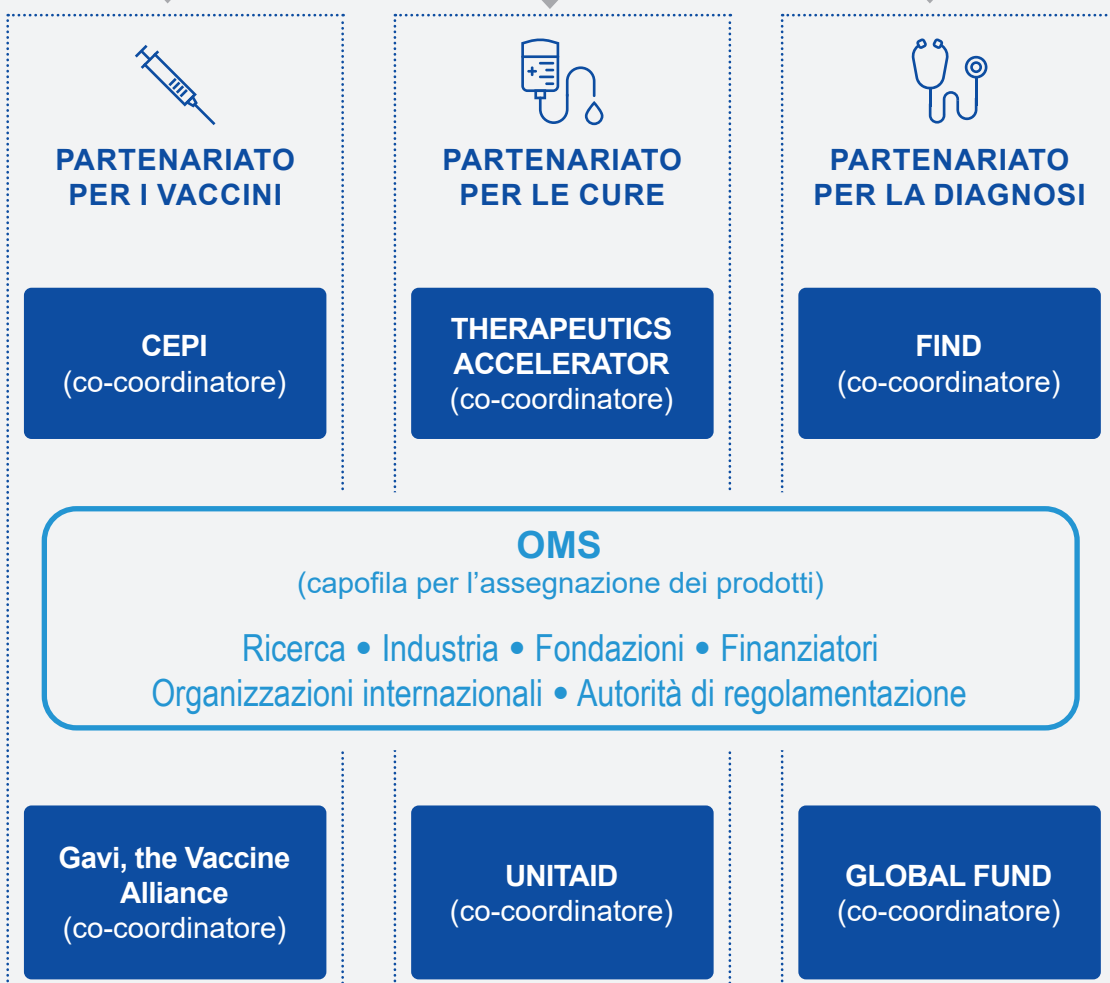 PARTENARIATO
PER I VACCINI
PARTENARIATO
PER LE CURE
PARTENARIATO
PER LA DIAGNOSI
CEPI
(co-coordinatore)
THERAPEUTICS
ACCELERATOR
(co-coordinatore)
FIND
(co-coordinatore)
OMS
(capofila per l’assegnazione dei prodotti)
Ricerca • Industria • Fondazioni • Finanziatori
Organizzazioni internazionali • Autorità di regolamentazione
Gavi, the Vaccine
Alliance
(co-coordinatore)
UNITAID
(co-coordinatore)
GLOBAL FUND
(co-coordinatore)